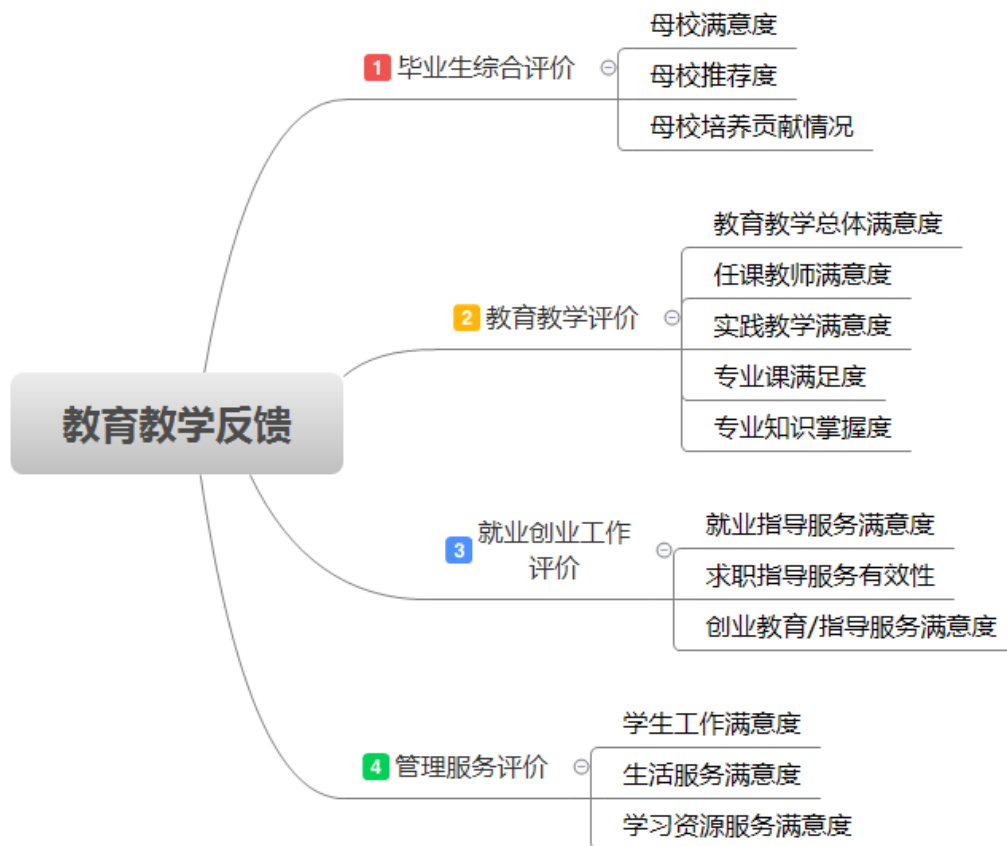 教育教学反馈
1 毕业生综合评价
母校满意度
母校推荐度
母校培养贡献情况
2 教育教学评价
教育教学总体满意度
任课教师满意度
实践教学满意度
专业课满足度
专业知识掌握度
3 就业创业工作
评价
就业指导服务满意度
求职指导服务有效性
创业教育/指导服务满意度
4 管理服务评价
学生工作满意度
生活服务满意度
学习资源服务满意度